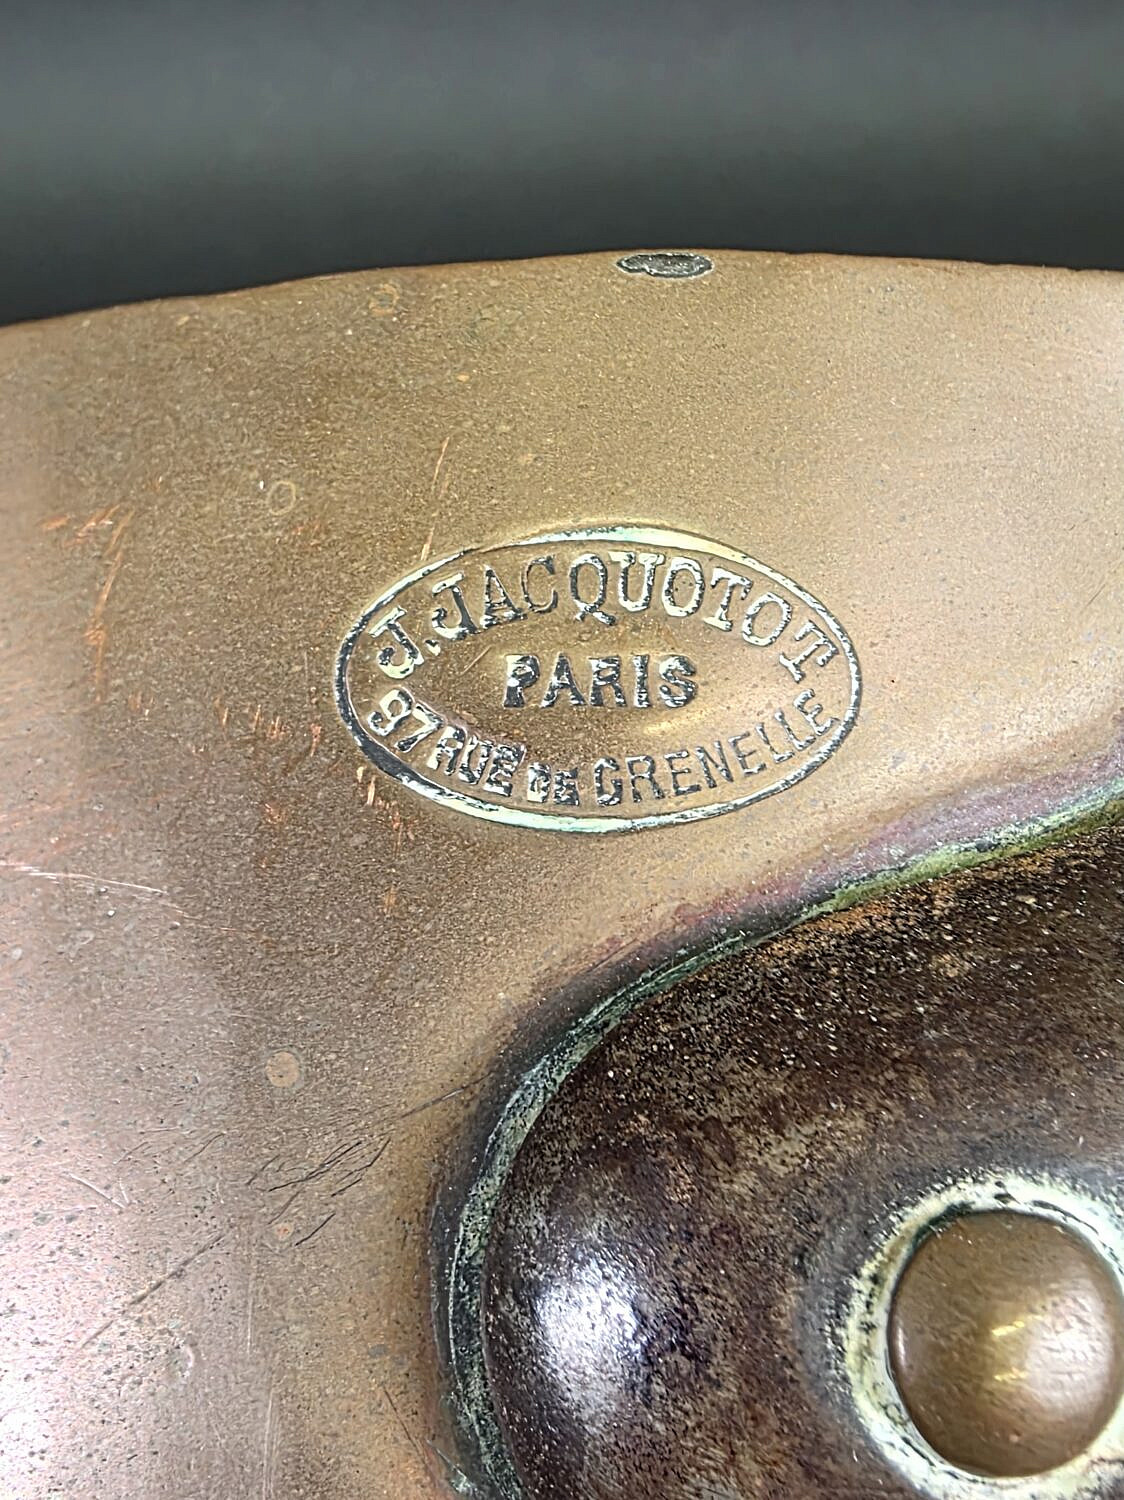 J. JACQUOTOT
PARIS
97 RUE DE GRENELLE